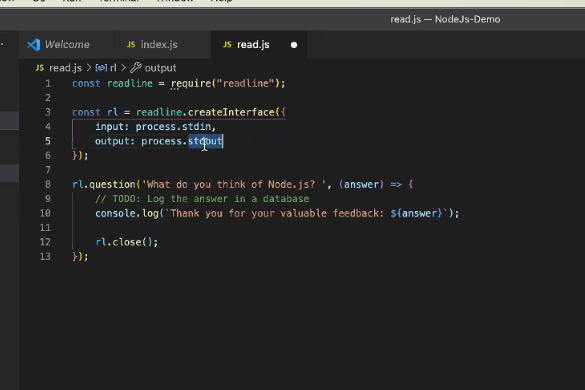 read.js — NodeJs-Demo
Welcome JS index.js JS read.js
JS read.js > rl > output
1 const readline = require("readline");
2
3 const rl = readline.createInterface({
4 input: process.stdin,
5 output: process.stdout
6 });
7
8 rl.question('What do you think of Node.js? ', (answer) => {
9 // TODO: Log the answer in a database
10 console.log(`Thank you for your valuable feedback: ${answer}`);
11
12 rl.close();
13 });